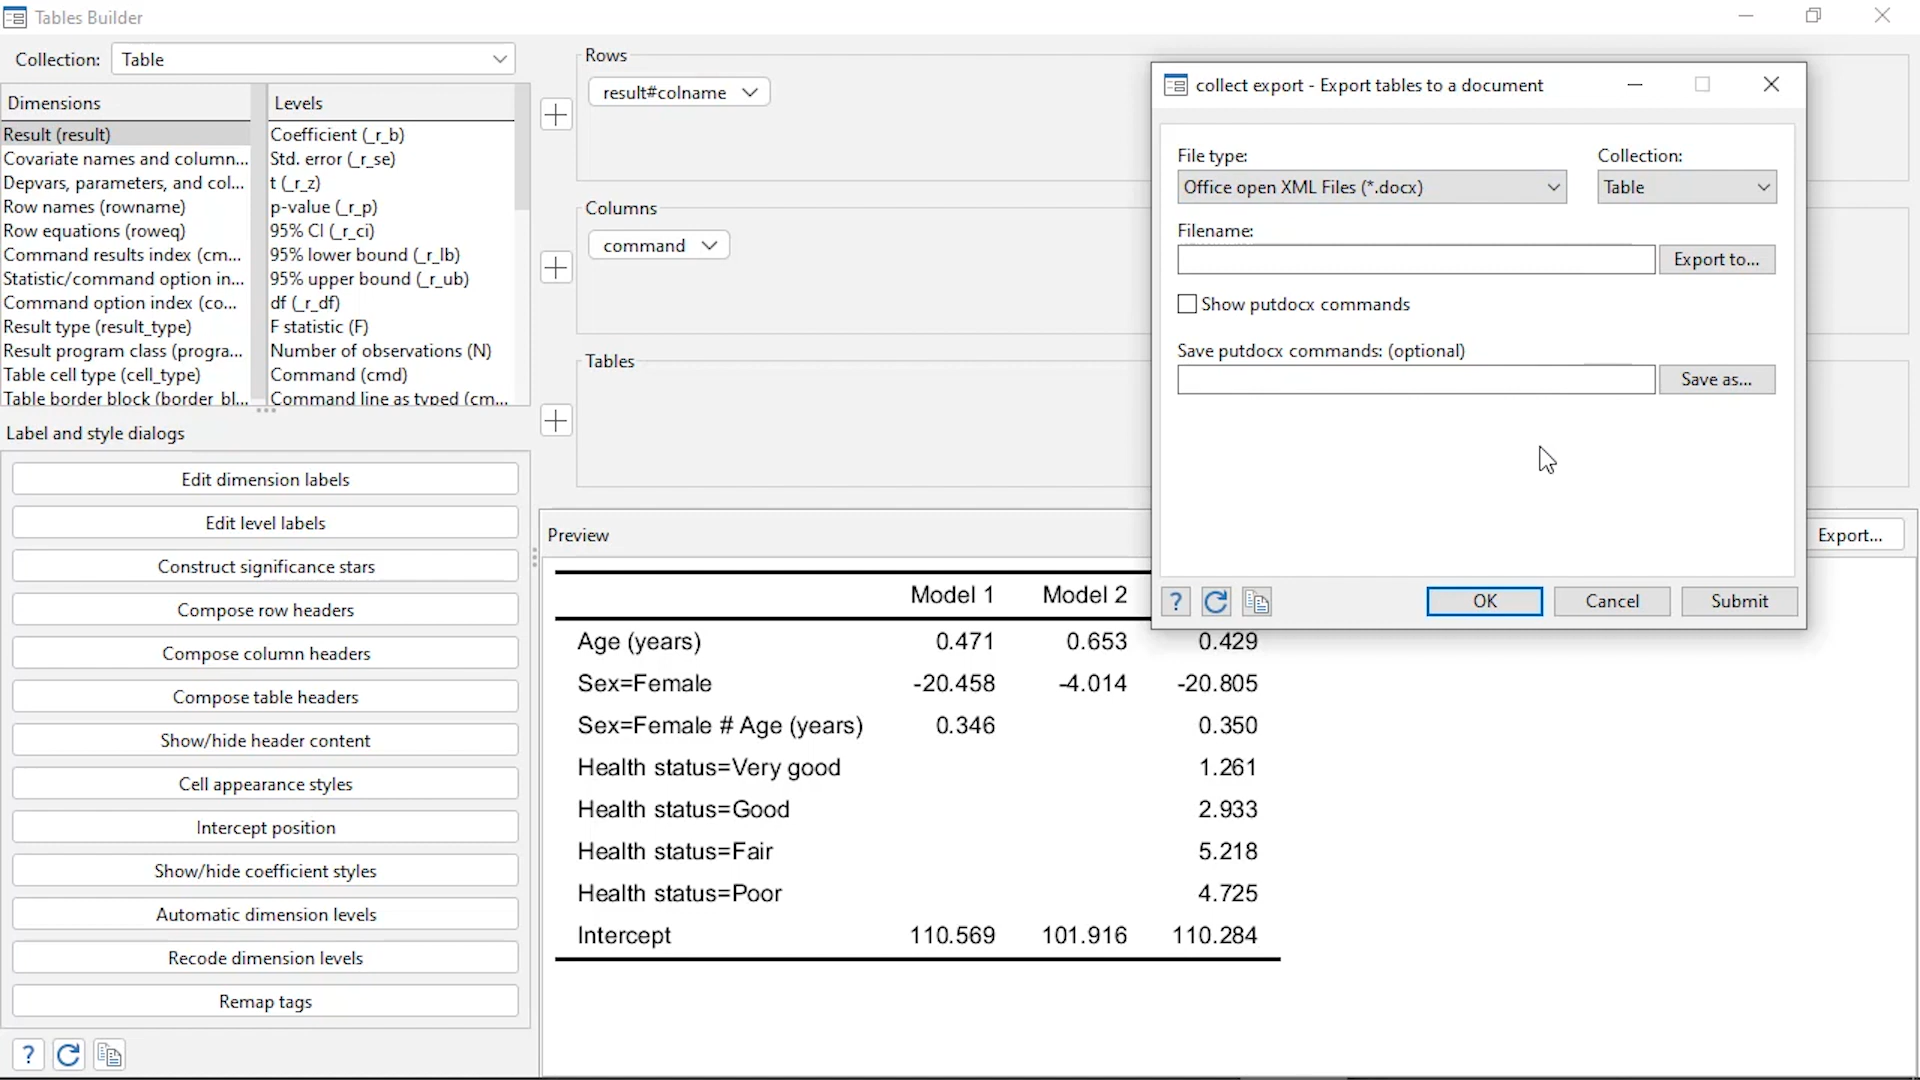 Tables Builder
Collection: Table
Dimensions
Result (result)
Covariate names and column...
Depvars, parameters, and col...
Row names (rowname)
Row equations (roweq)
Command results index (cm...
Statistic/command option in...
Command option index (co...
Result type (result_type)
Result program class (progra...
Table cell type (cell_type)
Table border block (border_bl...
Levels
Coefficient (_r_b)
Std. error (_r_se)
t (_r_z)
p-value (_r_p)
95% CI (_r_ci)
95% lower bound (_r_lb)
95% upper bound (_r_ub)
df (_r_df)
F statistic (F)
Number of observations (N)
Command (cmd)
Command line as typed (cm...
Label and style dialogs
Edit dimension labels
Edit level labels
Construct significance stars
Compose row headers
Compose column headers
Compose table headers
Show/hide header content
Cell appearance styles
Intercept position
Show/hide coefficient styles
Automatic dimension levels
Recode dimension levels
Remap tags
?
Rows
result#colname
Columns
command
Tables
Preview
Export...
Model 1 Model 2
Age (years) 0.471 0.653 0.429
Sex=Female -20.458 -4.014 -20.805
Sex=Female # Age (years) 0.346 0.350
Health status=Very good 1.261
Health status=Good 2.933
Health status=Fair 5.218
Health status=Poor 4.725
Intercept 110.569 101.916 110.284
collect export - Export tables to a document
File type: Collection:
Office open XML Files (*.docx) Table
Filename:
Export to...
Show putdocx commands
Save putdocx commands: (optional)
Save as...
? OK Cancel Submit